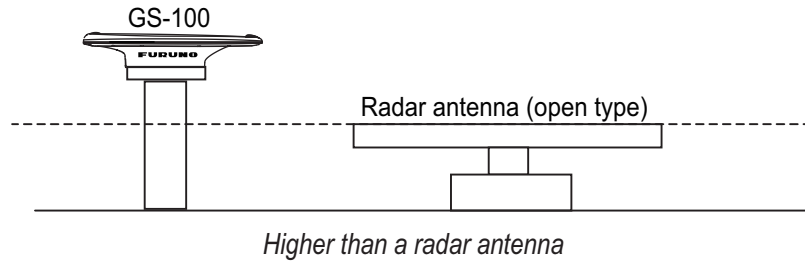 GS-100
FURUNO
Radar antenna (open type)
Higher than a radar antenna